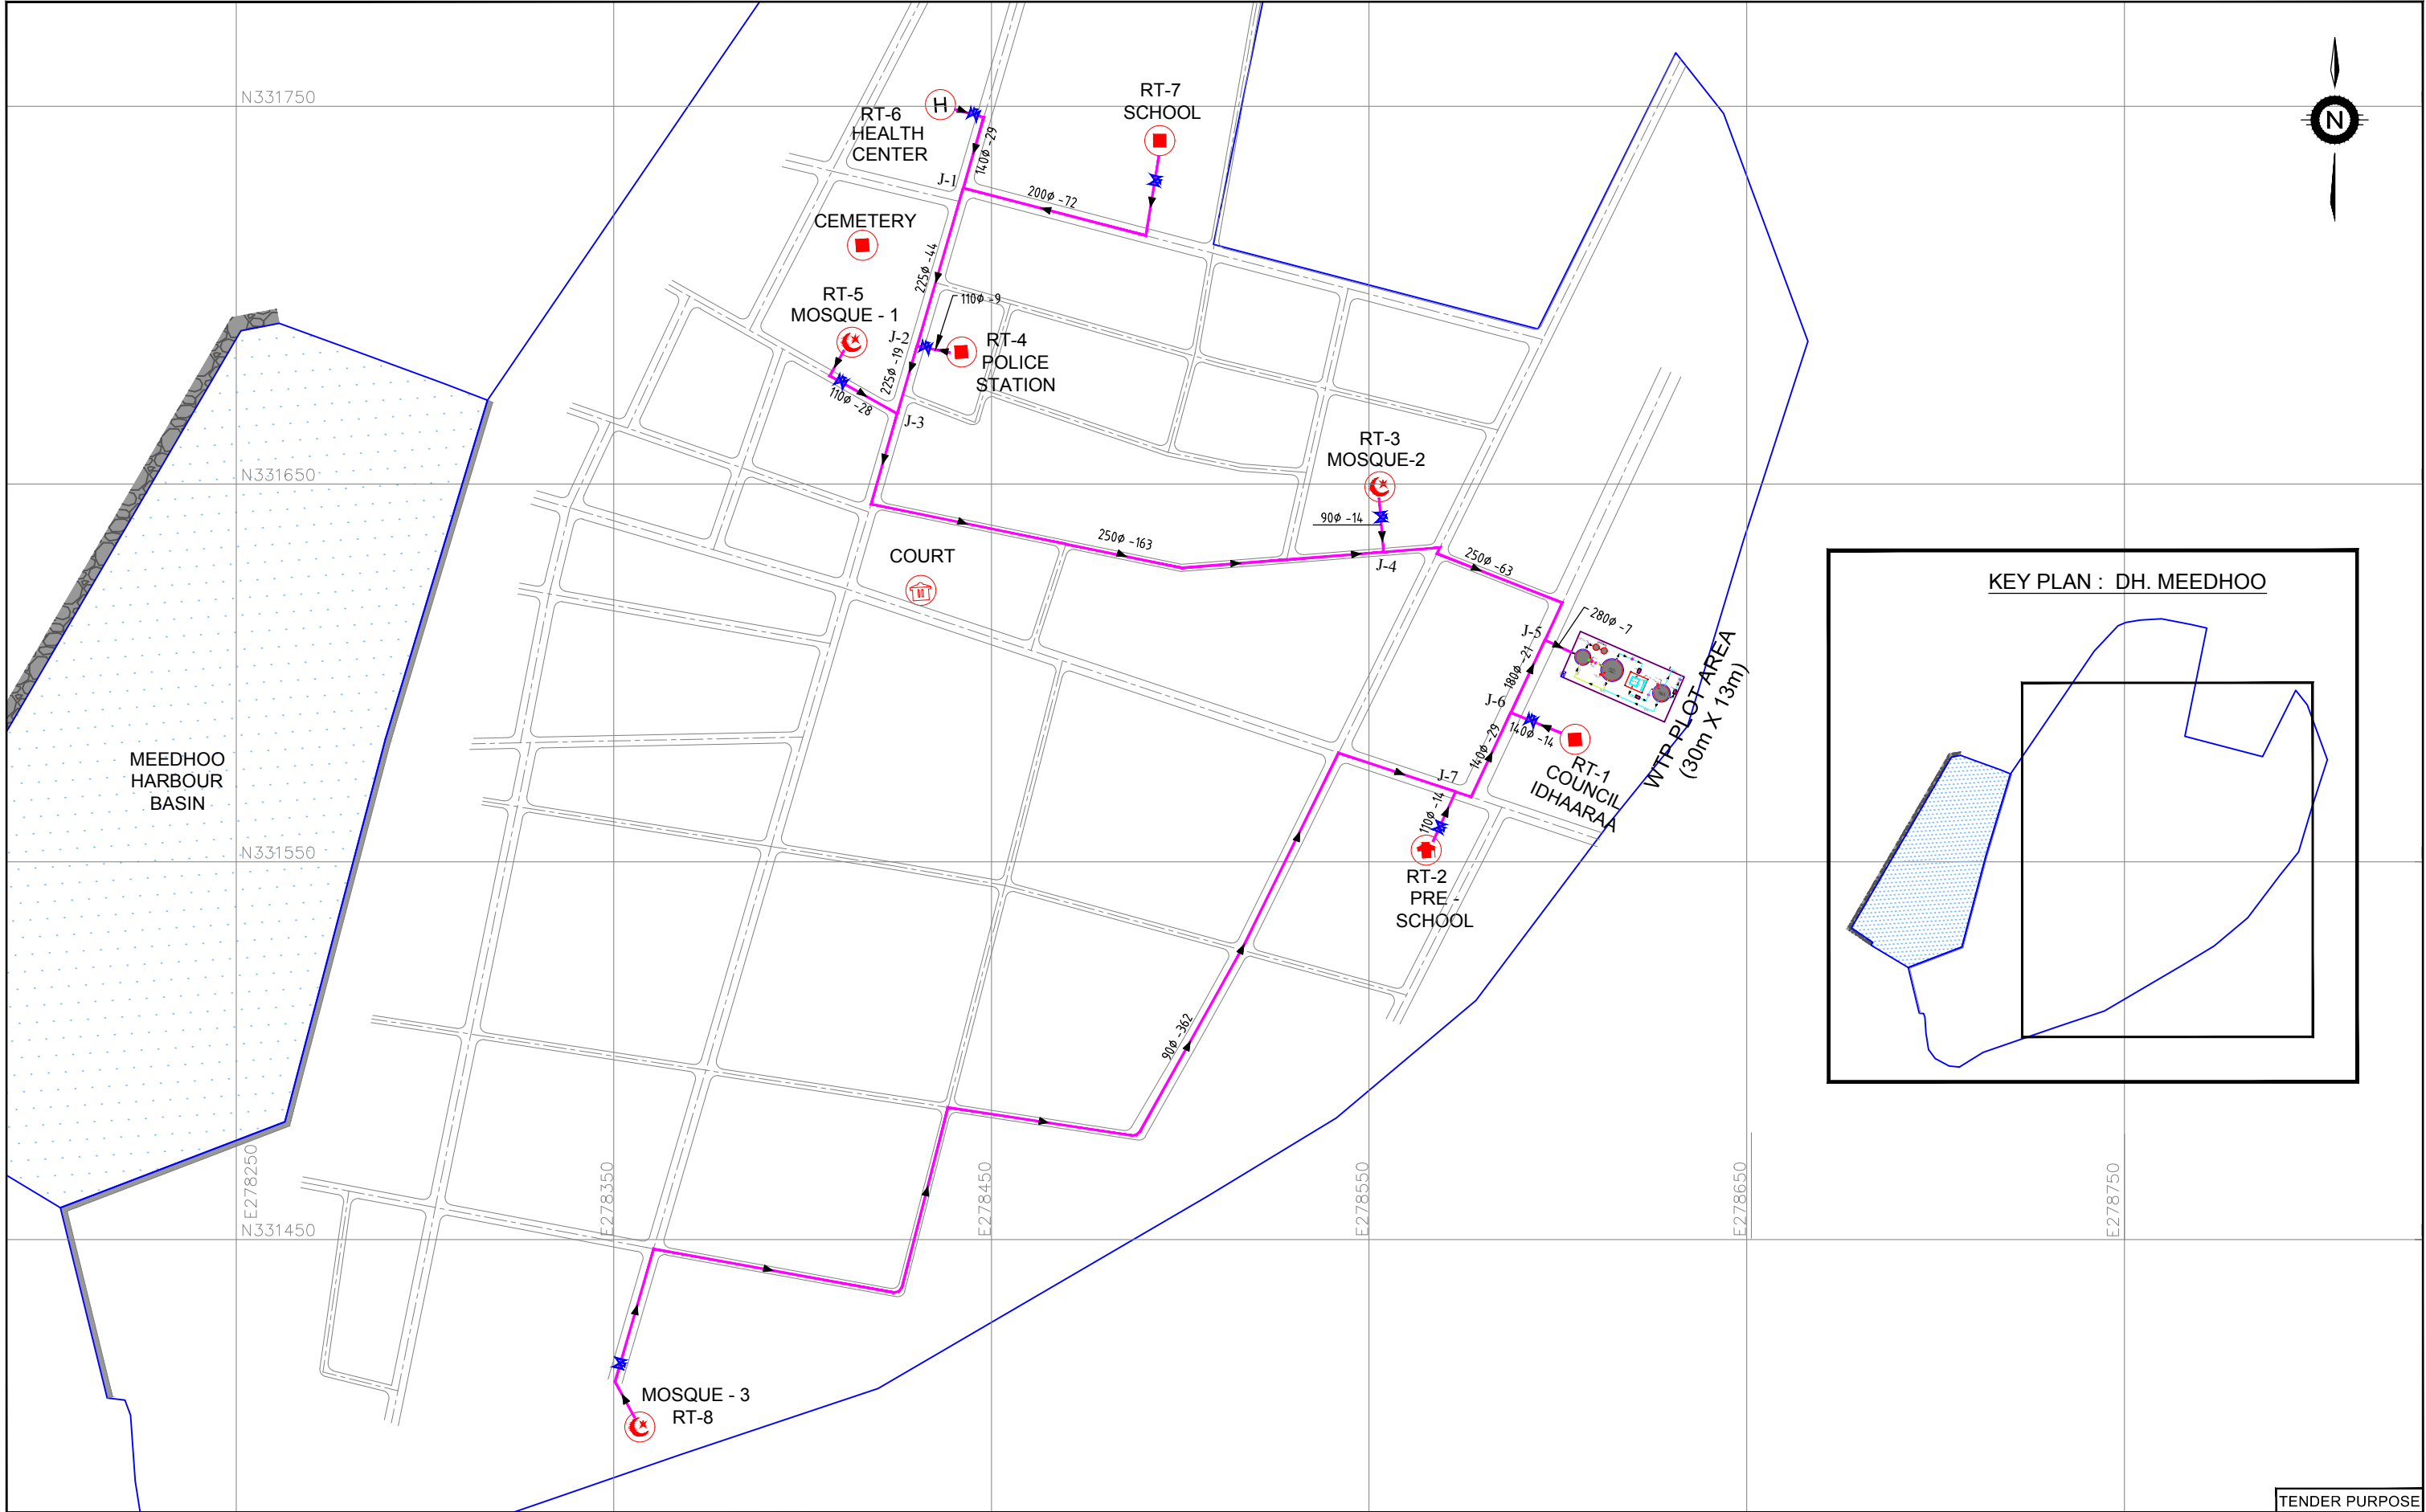 N331750
RT-6
HEALTH
CENTER
H
140ø -29
RT-7
SCHOOL
N
J-1
200ø -72
CEMETERY
225ø -44
RT-5
MOSQUE - 1
110ø -9
J-2
RT-4
POLICE
STATION
225ø -19
110ø -28
J-3
N331650
RT-3
MOSQUE-2
90ø -14
250ø -163
J-4
250ø -63
COURT
280ø -7
J-5
180ø -21
J-6
140ø -14
140ø -29
RT-1
COUNCIL
IDHAARAA
WTP PLOT AREA
(30m X 13m)
J-7
110ø -14
RT-2
PRE -
SCHOOL
KEY PLAN : DH. MEEDHOO
MEEDHOO
HARBOUR
BASIN
N331550
90ø -362
E278250
E278350
E278450
E278550
E278650
E278750
N331450
MOSQUE - 3
RT-8
TENDER PURPOSE